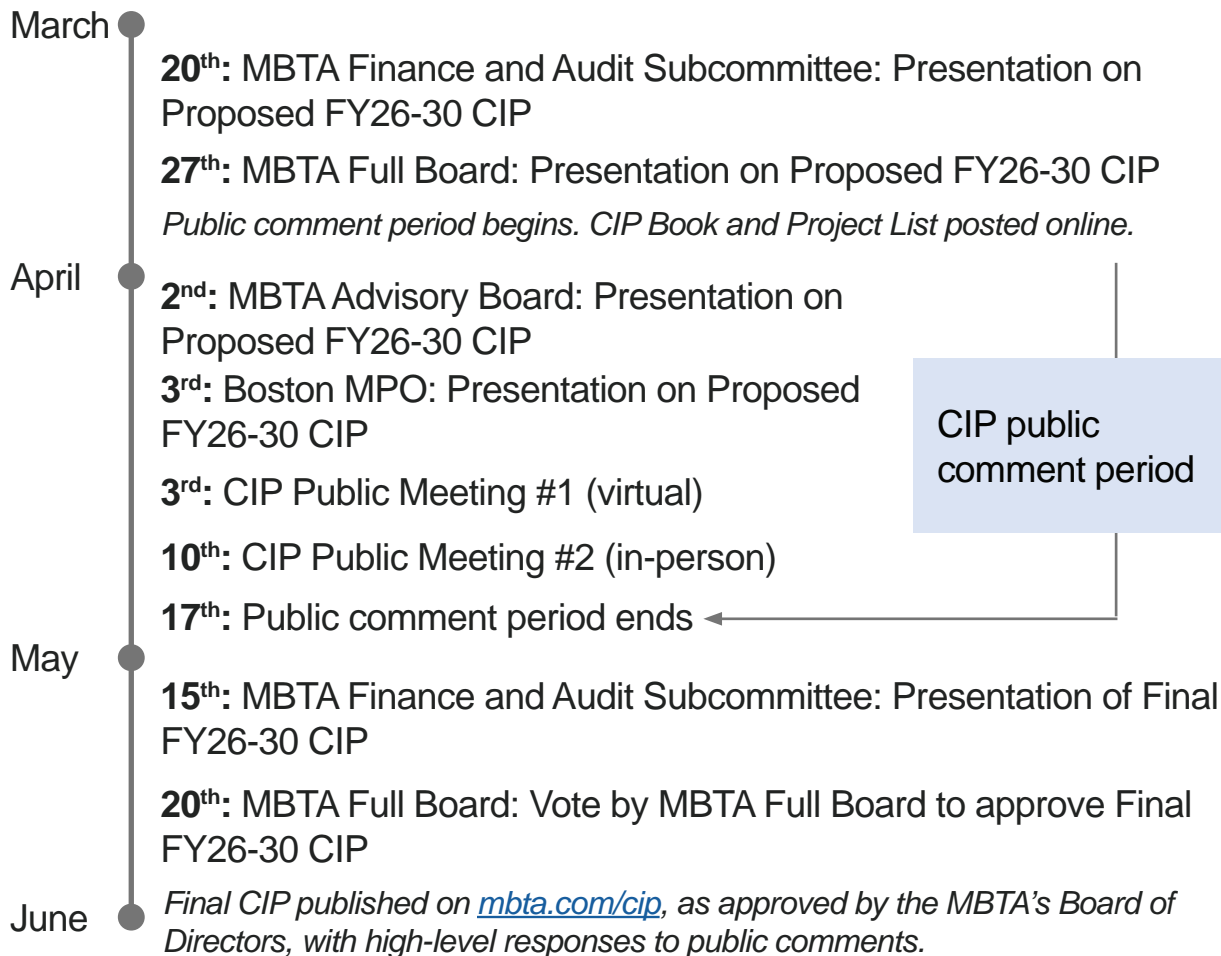 March
20th: MBTA Finance and Audit Subcommittee: Presentation on
Proposed FY26-30 CIP
27th: MBTA Full Board: Presentation on Proposed FY26-30 CIP
Public comment period begins. CIP Book and Project List posted online.
April
2nd: MBTA Advisory Board: Presentation on
Proposed FY26-30 CIP
3rd: Boston MPO: Presentation on Proposed
FY26-30 CIP
CIP public
comment period
3rd: CIP Public Meeting #1 (virtual)
10th: CIP Public Meeting #2 (in-person)
17th: Public comment period ends
May
15th: MBTA Finance and Audit Subcommittee: Presentation of Final
FY26-30 CIP
20th: MBTA Full Board: Vote by MBTA Full Board to approve Final
FY26-30 CIP
June
Final CIP published on mbta.com/cip, as approved by the MBTA's Board of
Directors, with high-level responses to public comments.